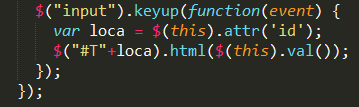 $("input").keyup(function(event) {
var loca = $(this).attr('id');
$("#T"+loca).html($(this).val());
});
});